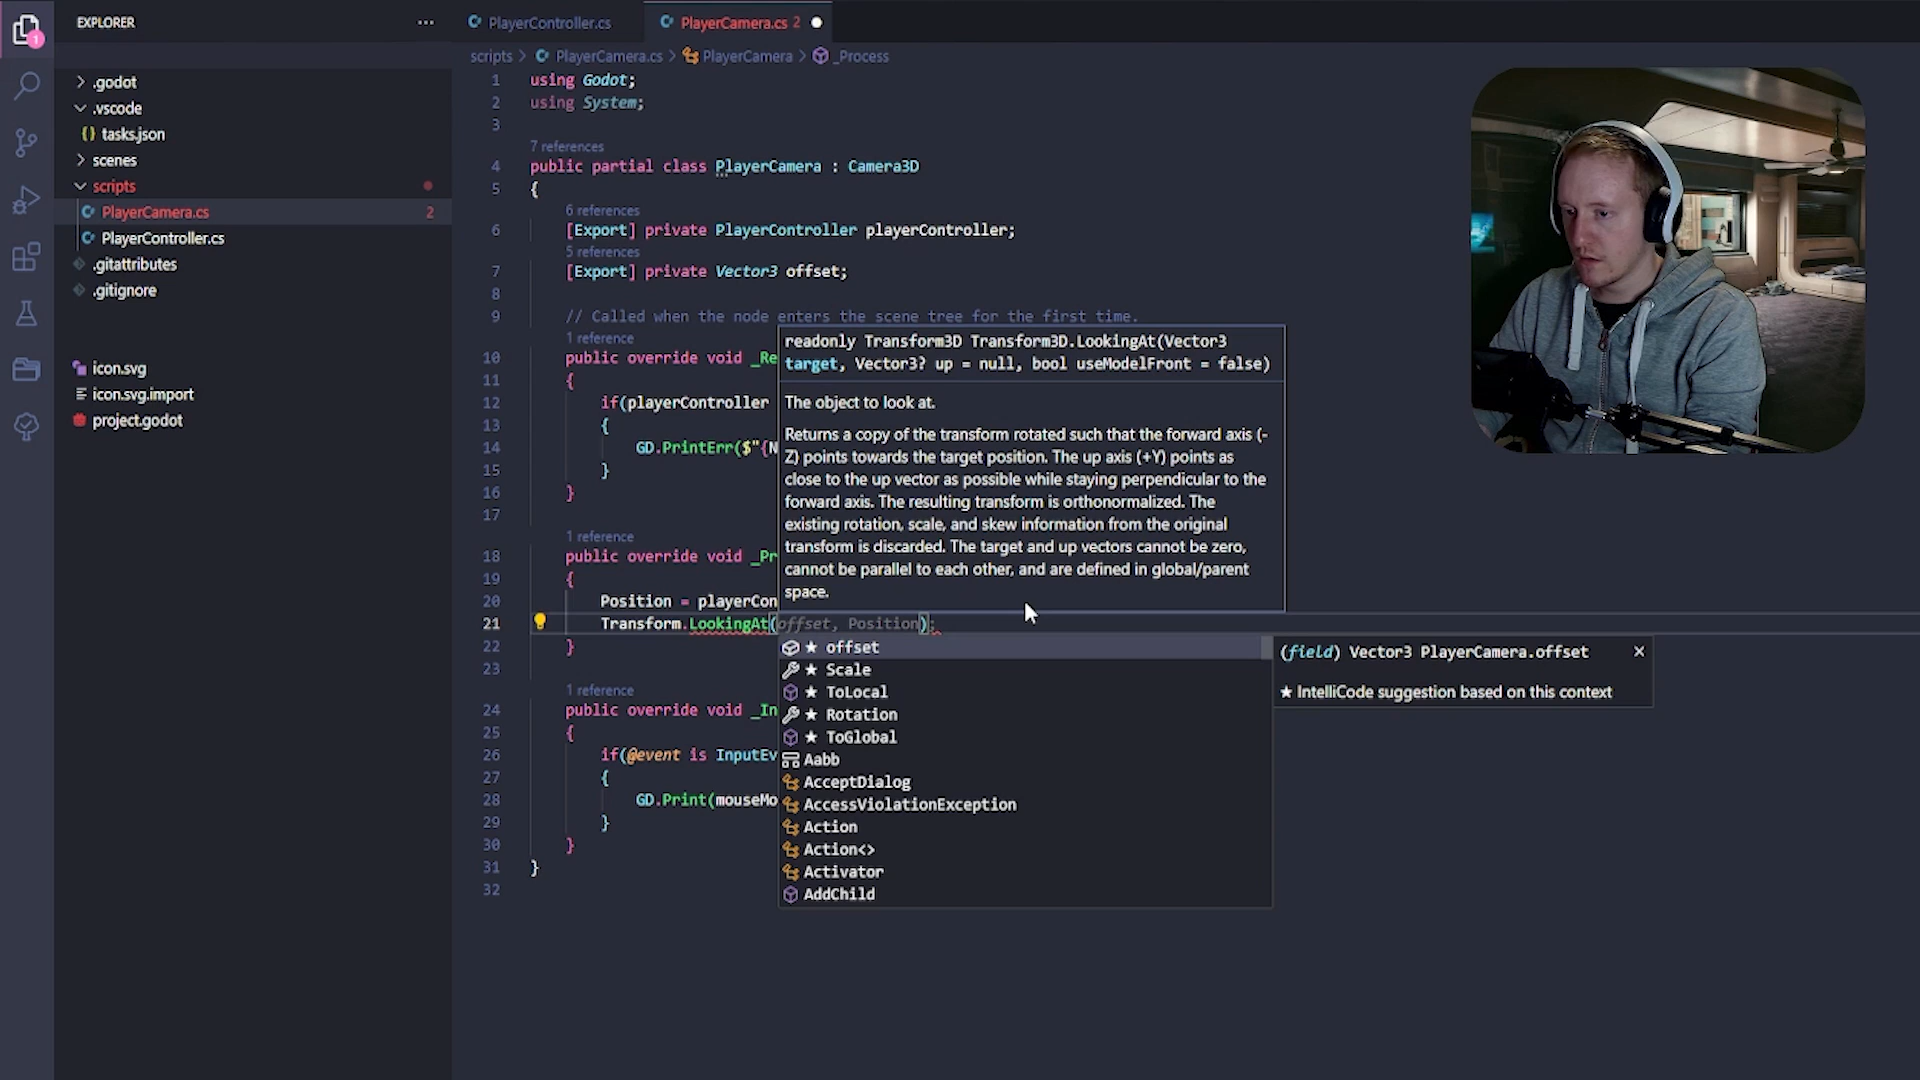 EXPLORER
...
1
.godot
.vscode
tasks.json
scenes
scripts
PlayerCamera.cs 2
PlayerController.cs
.gitattributes
.gitignore
icon.svg
icon.svg.import
project.godot
PlayerController.cs
PlayerCamera.cs 2
scripts > PlayerCamera.cs > PlayerCamera > _Process
1 using Godot;
2 using System;
3
7 references
4 public partial class PlayerCamera : Camera3D
5 {
6 references
6 [Export] private PlayerController playerController;
5 references
7 [Export] private Vector3 offset;
8
9 // Called when the node enters the scene tree for the first time.
1 reference
10 public override void _Re
11 {
12 if(playerController
13 {
14 GD.PrintErr($"{N
15 }
16 }
17
1 reference
18 public override void _Pr
19 {
20 Position = playerCon
21 Transform.LookingAt(offset, Position);
22 }
23
1 reference
24 public override void _In
25 {
26 if(@event is InputEv
27 {
28 GD.Print(mouseMo
29 }
30 }
31 }
32
readonly Transform3D Transform3D.LookingAt(Vector3
target, Vector3? up = null, bool useModelFront = false)
The object to look at.
Returns a copy of the transform rotated such that the forward axis (-
Z) points towards the target position. The up axis (+Y) points as
close to the up vector as possible while staying perpendicular to the
forward axis. The resulting transform is orthonormalized. The
existing rotation, scale, and skew information from the original
transform is discarded. The target and up vectors cannot be zero,
cannot be parallel to each other, and are defined in global/parent
space.
★ offset
★ Scale
★ ToLocal
★ Rotation
★ ToGlobal
Aabb
AcceptDialog
AccessViolationException
Action
Action<>
Activator
AddChild
(field) Vector3 PlayerCamera.offset
★ IntelliCode suggestion based on this context